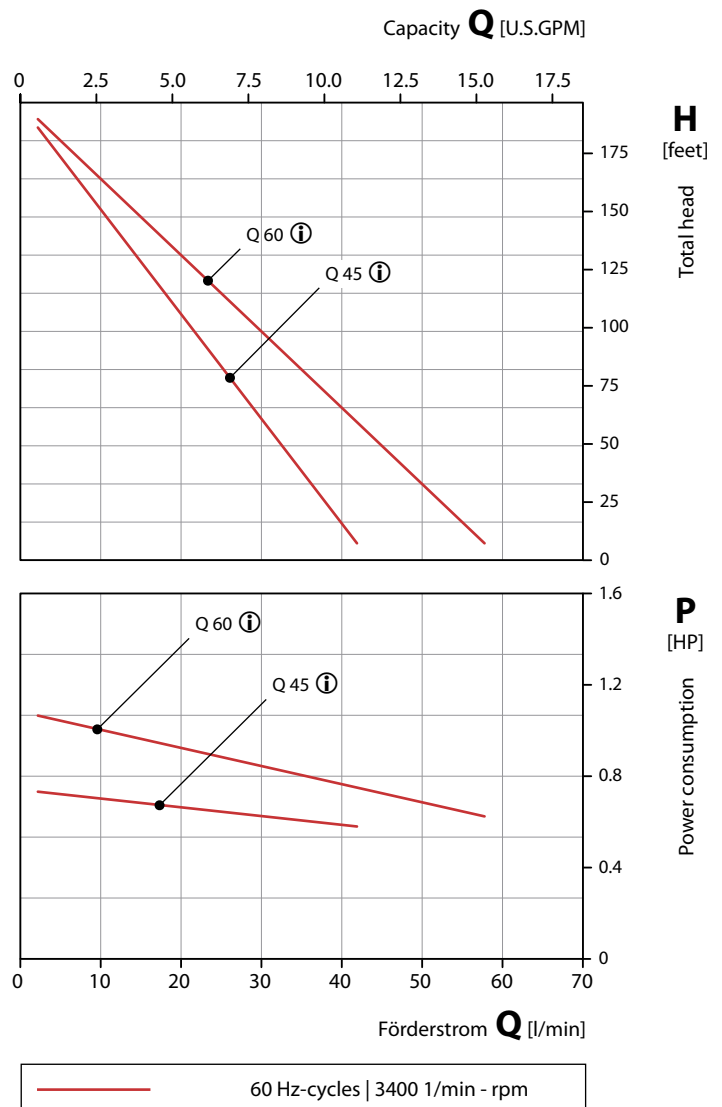 Capacity Q [U.S.GPM]
0 2.5 5.0 7.5 10.0 12.5 15.0 17.5
H
[feet]
Total head
175
150
125
100
75
50
25
0
Q 60 ⓘ
Q 45 ⓘ
1.6
P
[HP]
Power consumption
1.2
0.8
0.4
0
Q 60 ⓘ
Q 45 ⓘ
0 10 20 30 40 50 60 70
Förderstrom Q [l/min]
60 Hz-cycles | 3400 1/min - rpm